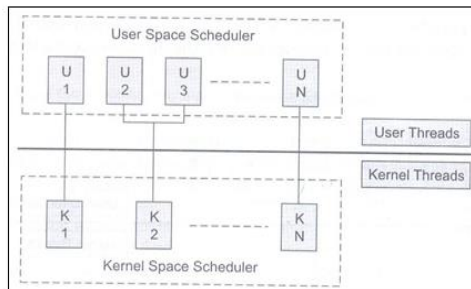 User Space Scheduler
U U U U
1 2 3 N
User Threads
Kernel Threads
K K K
1 2 N
Kernel Space Scheduler